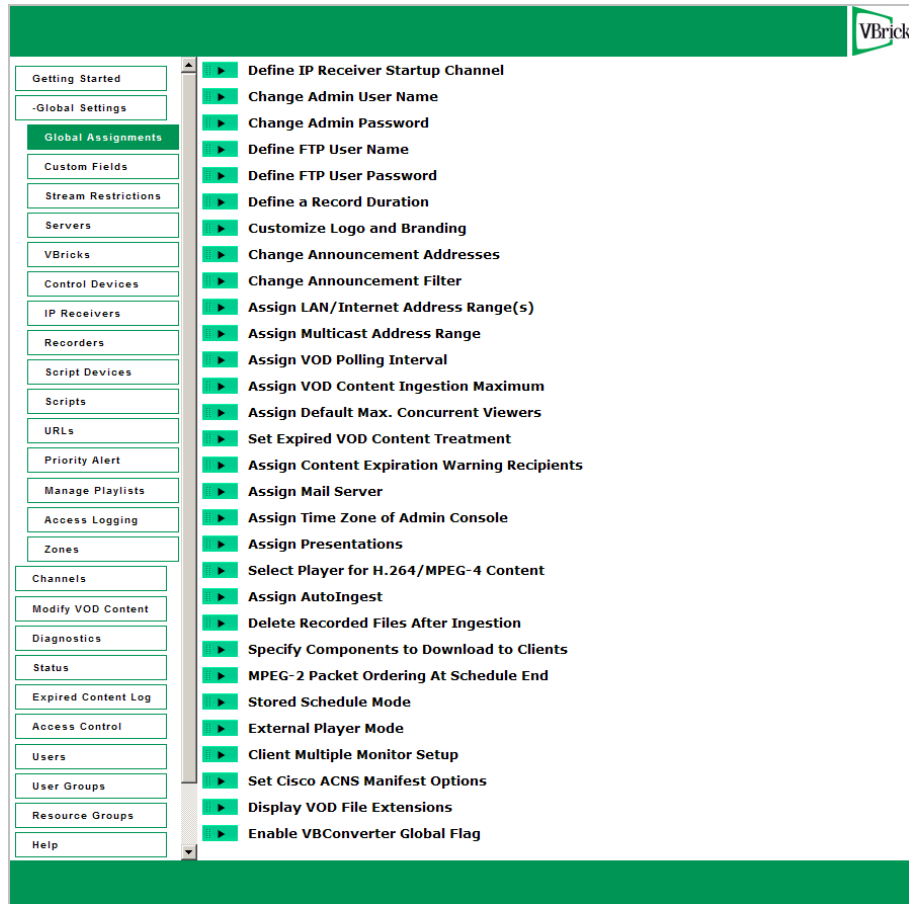 VBrick
Getting Started
-Global Settings
Global Assignments
Custom Fields
Stream Restrictions
Servers
VBricks
Control Devices
IP Receivers
Recorders
Script Devices
Scripts
URLs
Priority Alert
Manage Playlists
Access Logging
Zones
Channels
Modify VOD Content
Diagnostics
Status
Expired Content Log
Access Control
Users
User Groups
Resource Groups
Help
Define IP Receiver Startup Channel
Change Admin User Name
Change Admin Password
Define FTP User Name
Define FTP User Password
Define a Record Duration
Customize Logo and Branding
Change Announcement Addresses
Change Announcement Filter
Assign LAN/Internet Address Range(s)
Assign Multicast Address Range
Assign VOD Polling Interval
Assign VOD Content Ingestion Maximum
Assign Default Max. Concurrent Viewers
Set Expired VOD Content Treatment
Assign Content Expiration Warning Recipients
Assign Mail Server
Assign Time Zone of Admin Console
Assign Presentations
Select Player for H.264/MPEG-4 Content
Assign AutoIngest
Delete Recorded Files After Ingestion
Specify Components to Download to Clients
MPEG-2 Packet Ordering At Schedule End
Stored Schedule Mode
External Player Mode
Client Multiple Monitor Setup
Set Cisco ACNS Manifest Options
Display VOD File Extensions
Enable VBConverter Global Flag